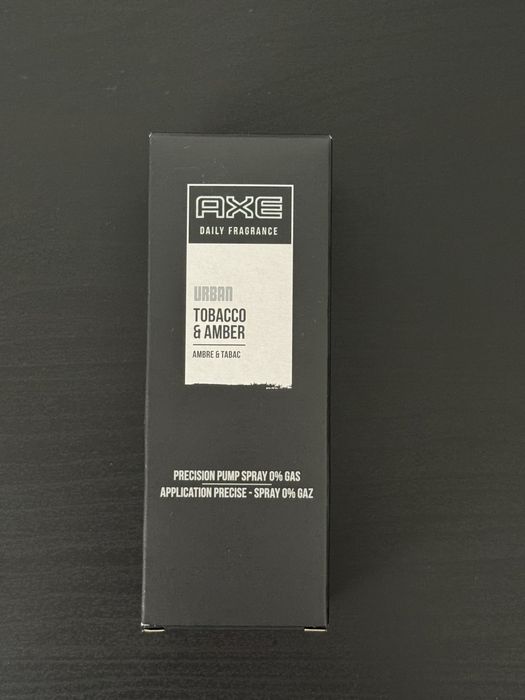 AXE
DAILY FRAGRANCE
URBAN
TOBACCO
& AMBER
AMBRE & TABAC
PRECISION PUMP SPRAY 0% GAS
APPLICATION PRECISE - SPRAY 0% GAZ